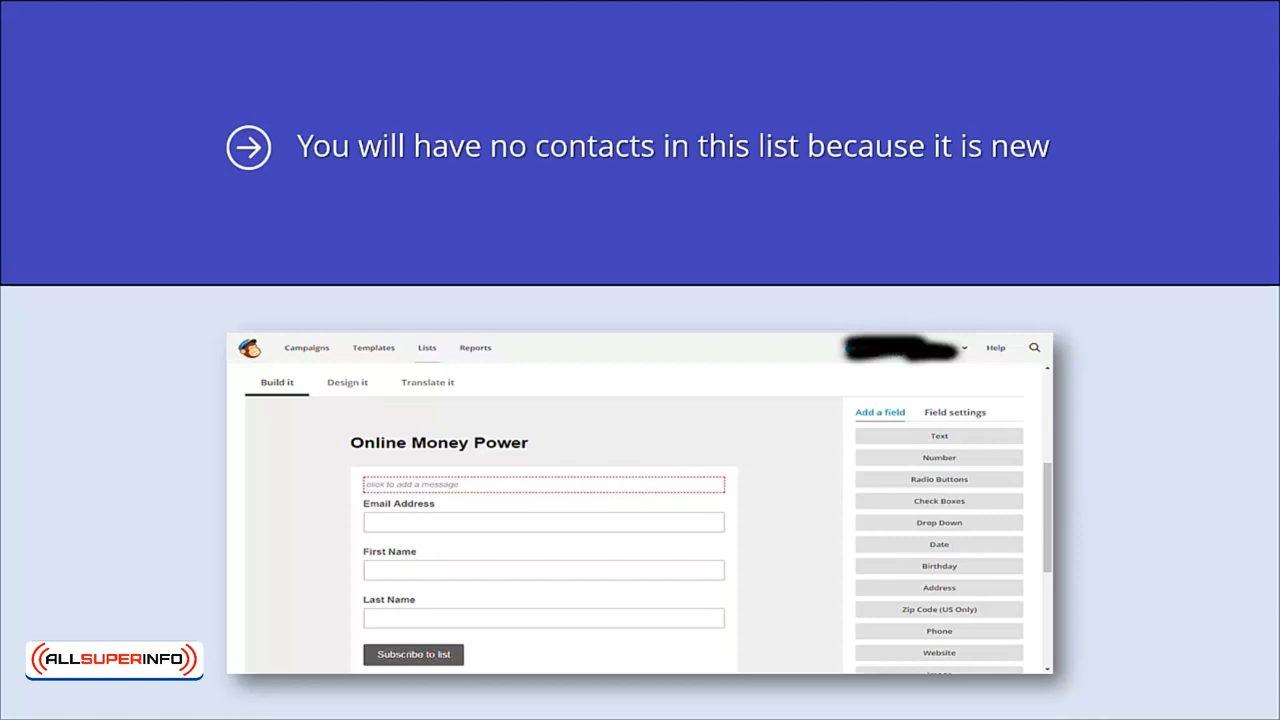 You will have no contacts in this list because it is new
Campaigns Templates Lists Reports Help
Build it Design it Translate it
Add a field Field settings
Online Money Power
click to add a message
Email Address
First Name
Last Name
Subscribe to list
Text
Number
Radio Buttons
Check Boxes
Drop Down
Date
Birthday
Address
Zip Code (US Only)
Phone
Website
ALLSUPERINFO